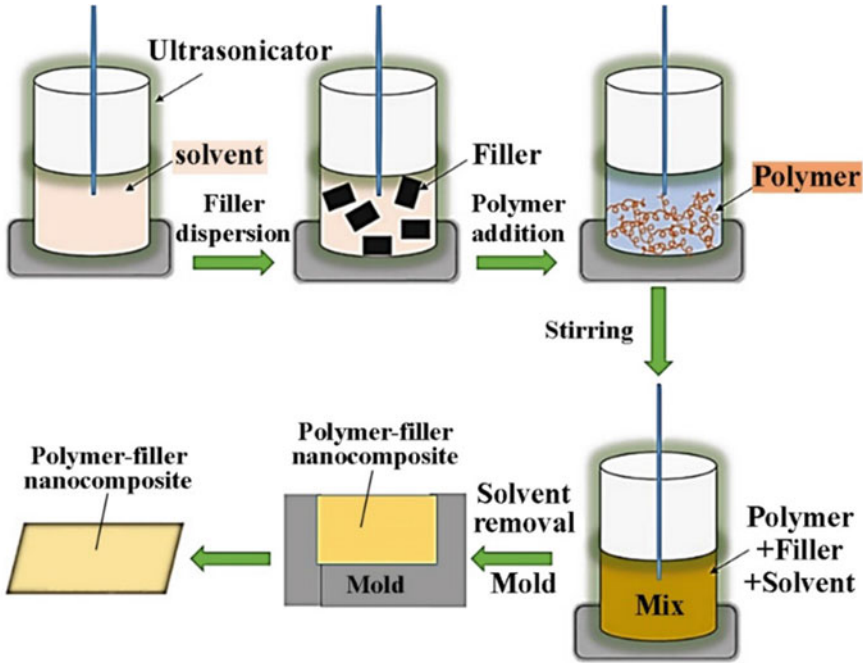 Ultrasonicator
solvent
Filler
dispersion
Filler
Polymer
addition
Polymer
Stirring
Polymer
+Filler
+Solvent
Mix
Solvent
removal
Mold
Polymer-filler
nanocomposite
Mold
Polymer-filler
nanocomposite